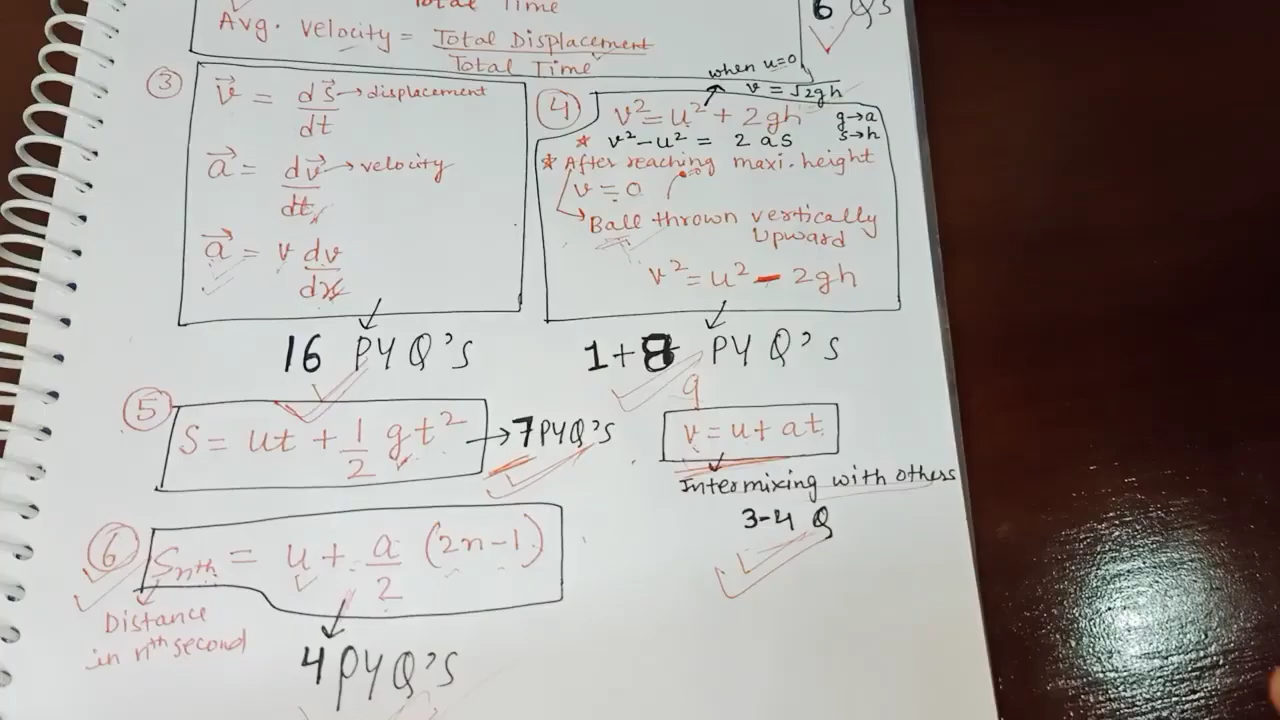 Total Time
Avg. Velocity = Total Displacement
Total Time
6 Q'S
③
v⃗ = ds⃗ → displacement
dt
a⃗ = dv⃗ → velocity
dt
a⃗ = v dv
dx
16 PYQ'S
④
when u=0
v = √2gh
v² = u² + 2gh
g→a
s→h
* v² - u² = 2as
* After reaching maxi. height
v = 0
Ball thrown vertically
Upward
v² = u² - 2gh
1+8 PYQ'S
9
⑤
S = ut + 1/2 gt² → 7 PYQ'S
v = u + at
Intermixing with others
3-4 Q
⑥
Snth = u + a/2 (2n-1)
Distance
in nth second
4 PYQ'S